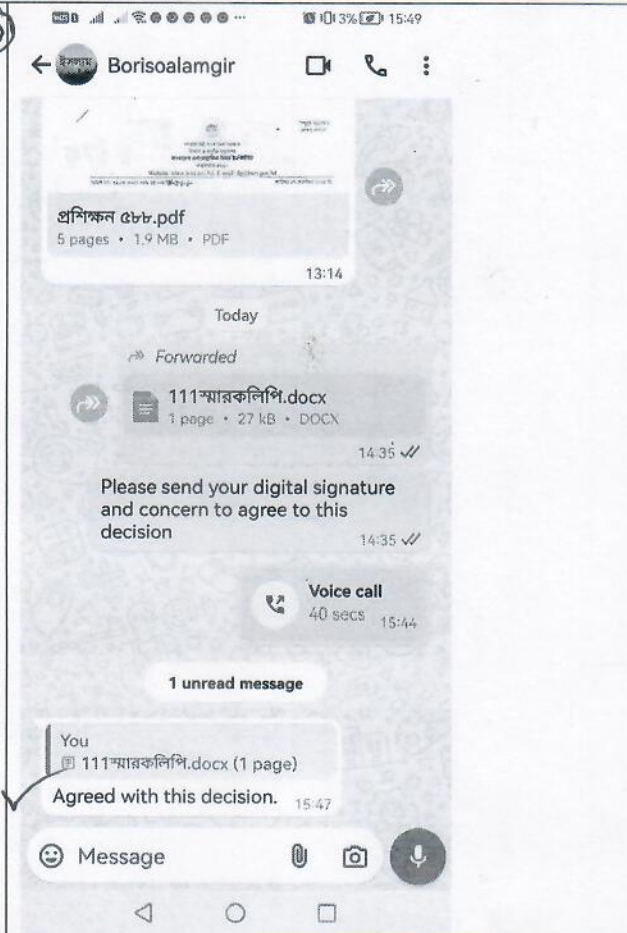 3% 15:49
Borisoalamgir
প্রশিক্ষন ৫৮৮.pdf
5 pages • 1.9 MB • PDF
13:14
Today
Forwarded
111স্মারকলিপি.docx
1 page • 27 kB • DOCX
14:35
Please send your digital signature
and concern to agree to this
decision
14:35
Voice call
40 secs 15:44
1 unread message
You
111স্মারকলিপি.docx (1 page)
Agreed with this decision. 15:47
Message